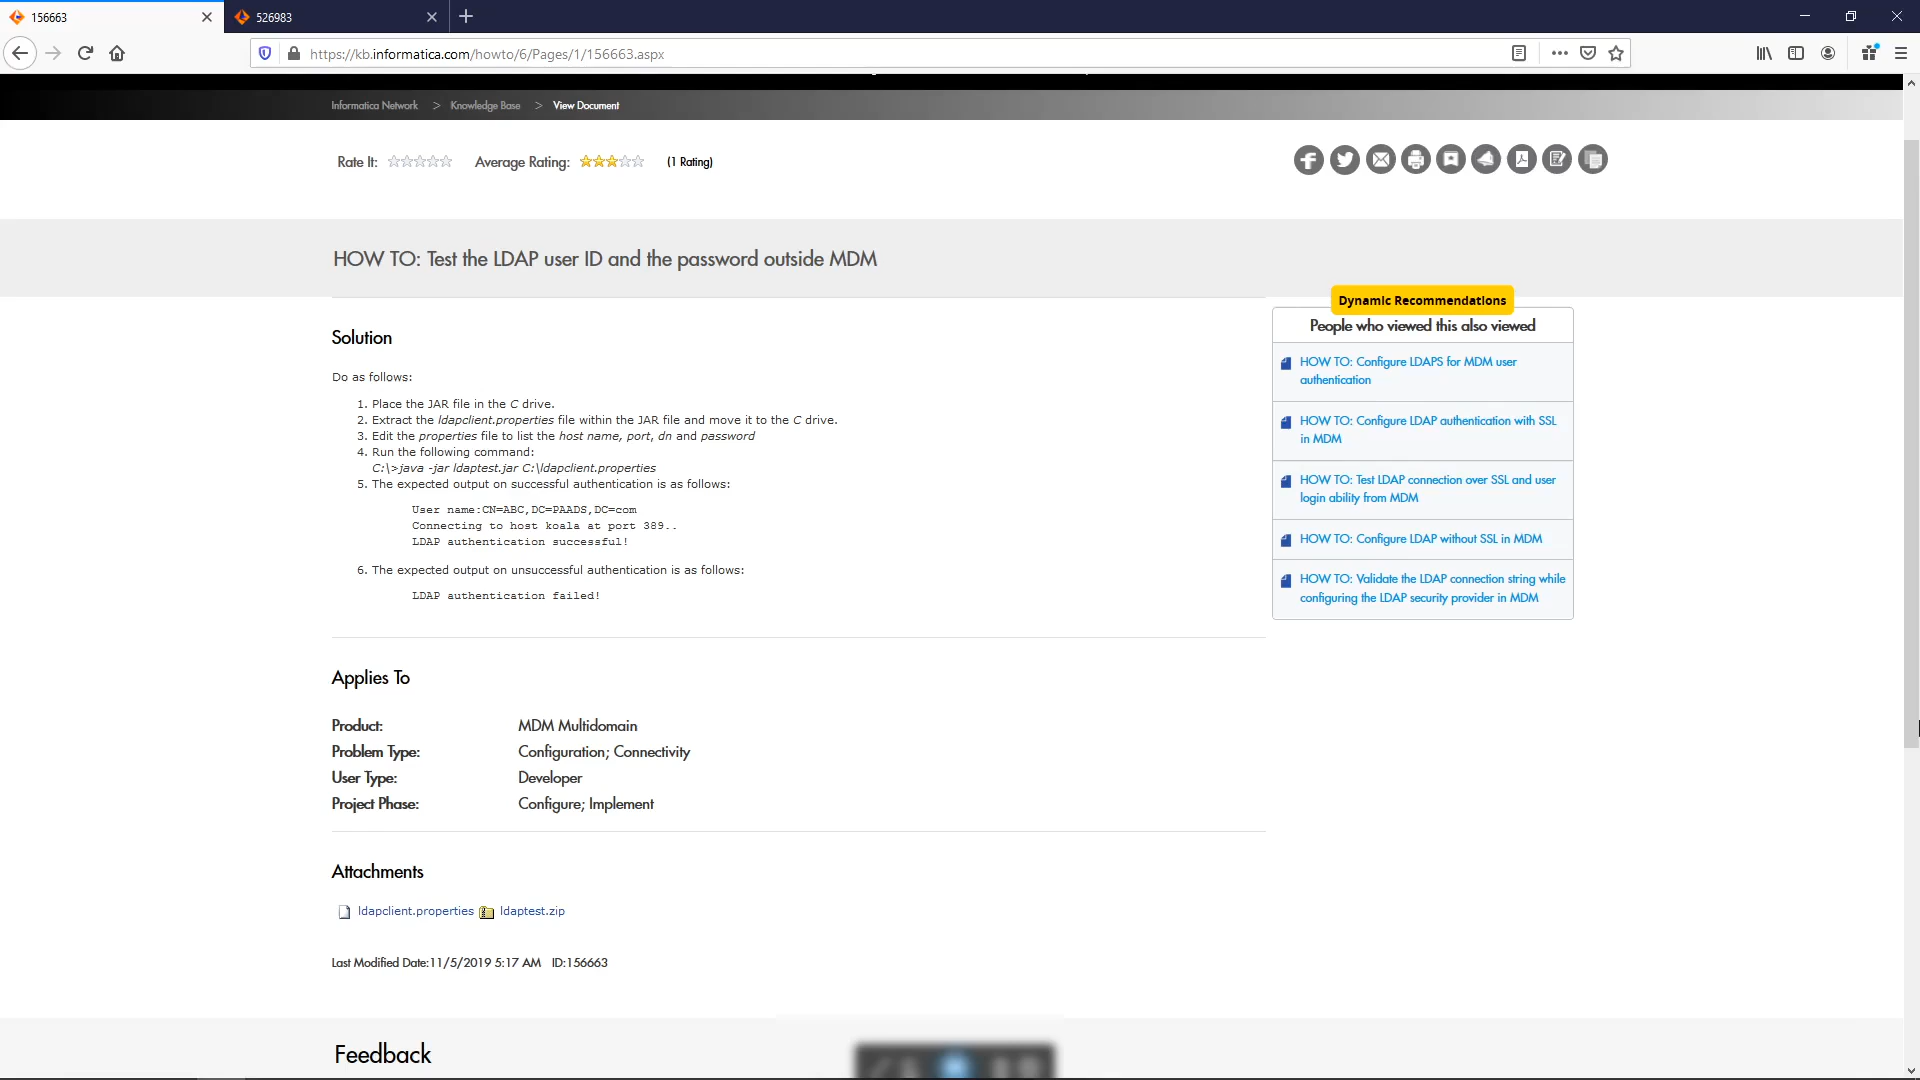 156663
526983
https://kb.informatica.com/howto/6/Pages/1/156663.aspx
Informatica Network > Knowledge Base > View Document
Rate It: Average Rating: (1 Rating)
HOW TO: Test the LDAP user ID and the password outside MDM
Solution
Do as follows:
1. Place the JAR file in the C drive.
2. Extract the ldapclient.properties file within the JAR file and move it to the C drive.
3. Edit the properties file to list the host name, port, dn and password
4. Run the following command:
C:\>java -jar ldaptest.jar C:\ldapclient.properties
5. The expected output on successful authentication is as follows:
User name:CN=ABC,DC=PAADS,DC=com
Connecting to host koala at port 389..
LDAP authentication successful!
6. The expected output on unsuccessful authentication is as follows:
LDAP authentication failed!
Dynamic Recommendations
People who viewed this also viewed
HOW TO: Configure LDAPS for MDM user
authentication
HOW TO: Configure LDAP authentication with SSL
in MDM
HOW TO: Test LDAP connection over SSL and user
login ability from MDM
HOW TO: Configure LDAP without SSL in MDM
HOW TO: Validate the LDAP connection string while
configuring the LDAP security provider in MDM
Applies To
Product: MDM Multidomain
Problem Type: Configuration; Connectivity
User Type: Developer
Project Phase: Configure; Implement
Attachments
ldapclient.properties ldaptest.zip
Last Modified Date:11/5/2019 5:17 AM ID:156663
Feedback